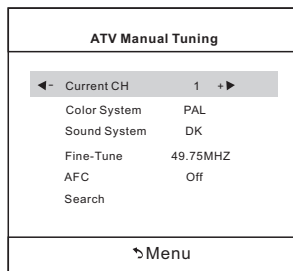 ATV Manual Tuning
◀- Current CH 1 +▶
Color System PAL
Sound System DK
Fine-Tune 49.75MHZ
AFC Off
Search
Menu